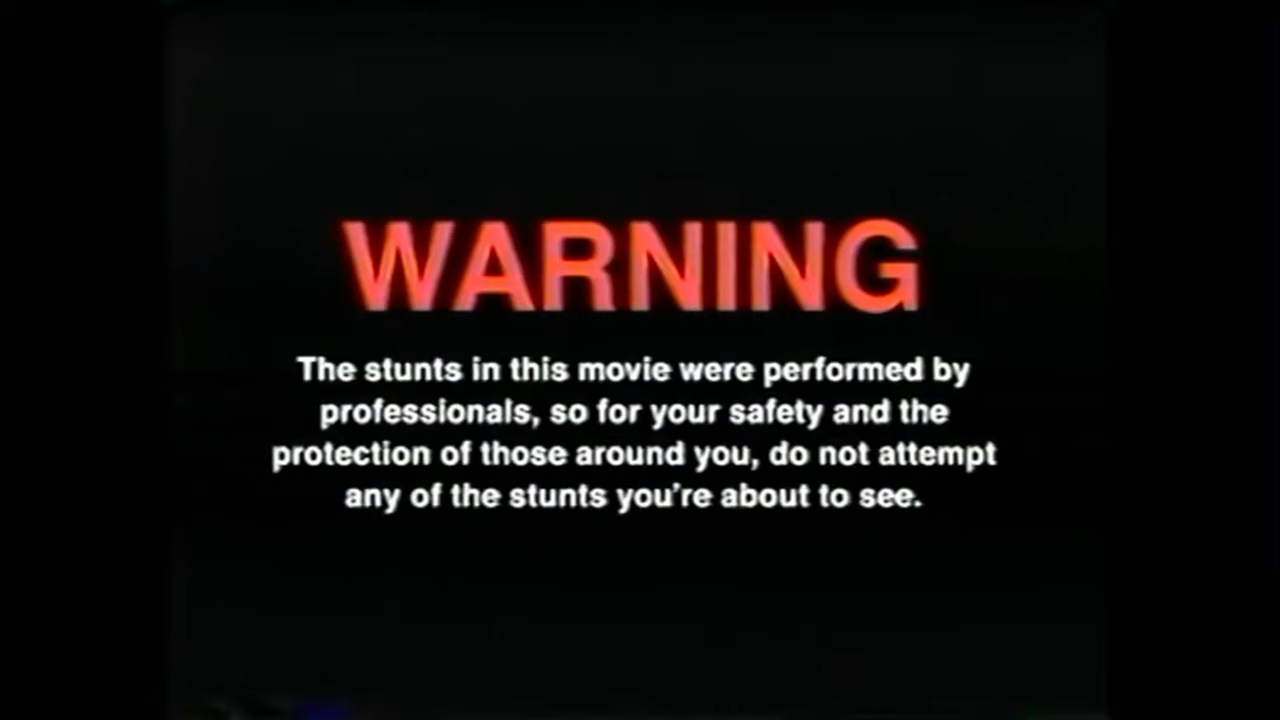 WARNING
The stunts in this movie were performed by
professionals, so for your safety and the
protection of those around you, do not attempt
any of the stunts you're about to see.